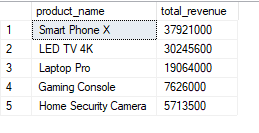 product_name total_revenue
1 Smart Phone X 37921000
2 LED TV 4K 30245600
3 Laptop Pro 19064000
4 Gaming Console 7626000
5 Home Security Camera 5713500